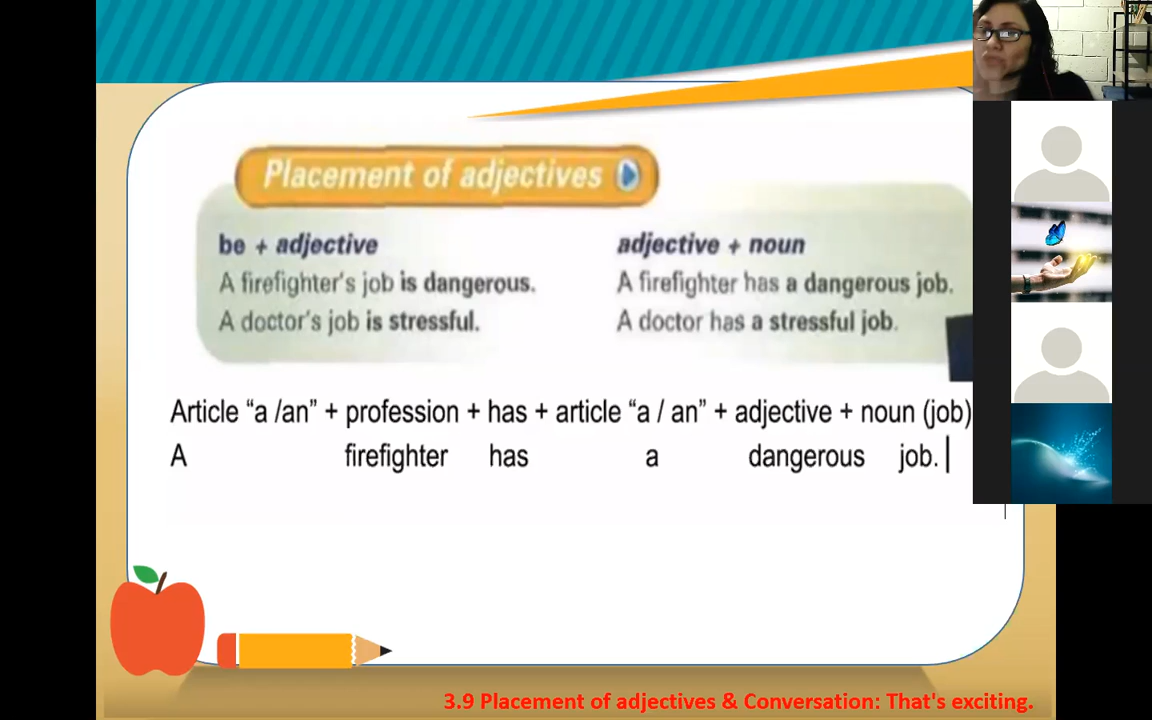 Placement of adjectives
be + adjective
A firefighter's job is dangerous.
A doctor's job is stressful.
adjective + noun
A firefighter has a dangerous job.
A doctor has a stressful job.
Article “a /an” + profession + has + article “a / an” + adjective + noun (job)
A firefighter has a dangerous job.
3.9 Placement of adjectives & Conversation: That's exciting.